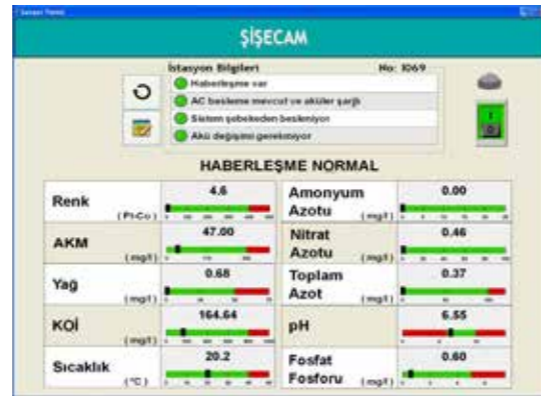 ŞİŞECAM
İstasyon Bilgileri No: 1069
Haberleşme var
AC besleme mevcut ve aküler şarjlı
Sistem şebekeden besleniyor
Akü değişimi gerekmiyor
HABERLEŞME NORMAL
Renk (Pt-Co) 4.6
Amonyum Azotu (mg/l) 0.00
AKM (mg/l) 47.00
Nitrat Azotu (mg/l) 0.46
Yağ (mg/l) 0.68
Toplam Azot (mg/l) 0.37
KOİ (mg/l) 164.64
pH 6.55
Sıcaklık (°C) 20.2
Fosfat Fosforu (mg/l) 0.60